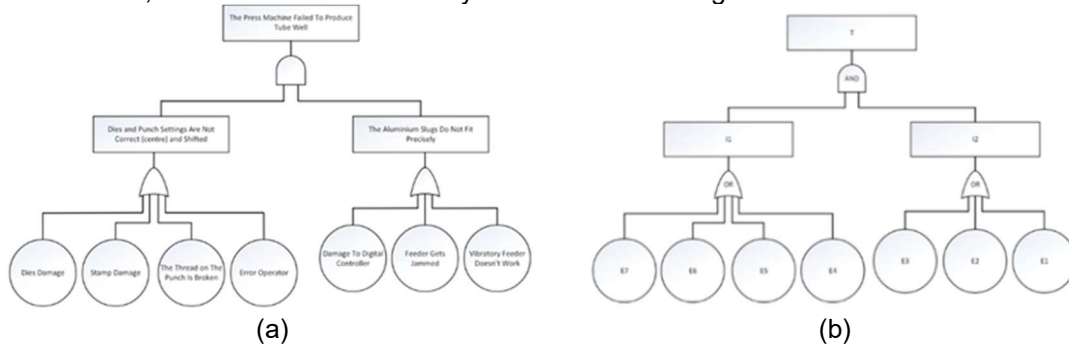 The Press Machine Failed To Produce
Tube Well
Dies and Punch Settings Are Not
Correct (centre) and Shifted
The Aluminium Slugs Do Not Fit
Precisely
Dies Damage
Stamp Damage
The Thread on The
Punch Is Broken
Error Operator
Damage To Digital
Controller
Feeder Gets
Jammed
Vibratory Feeder
Doesn't Work
(a)
T
AND
I1
I2
OR
OR
E7
E6
E5
E4
E3
E2
E1
(b)